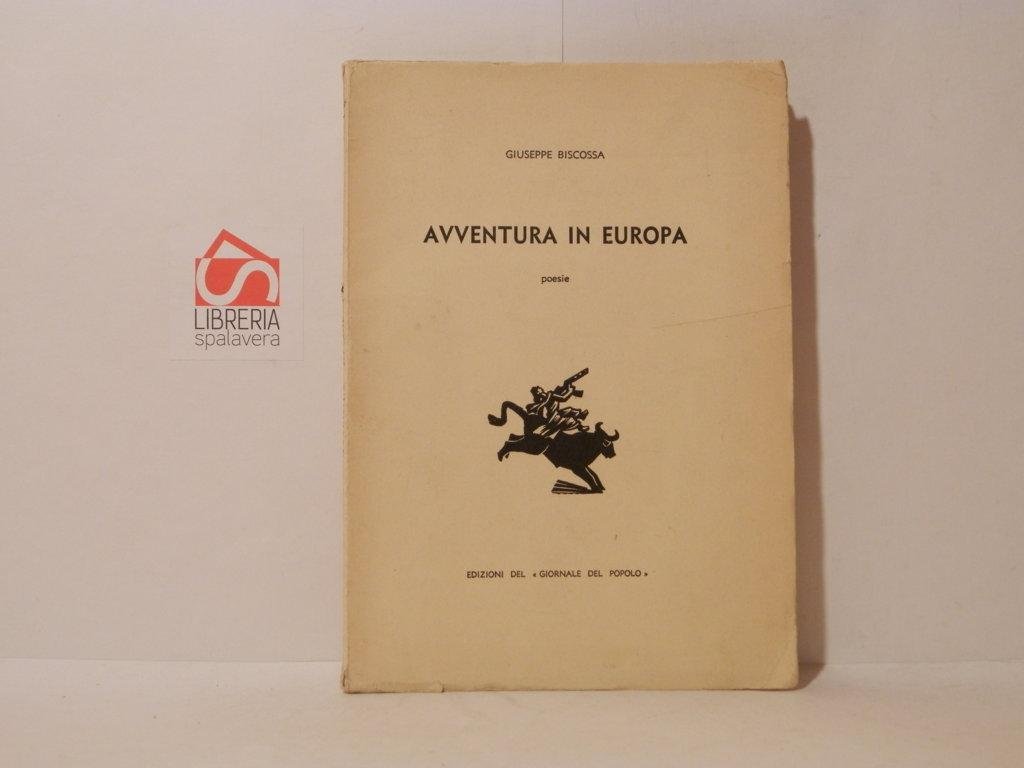 GIUSEPPE BISCOSSA
AVVENTURA IN EUROPA
poesie
EDIZIONI DEL « GIORNALE DEL POPOLO »
LIBRERIA
spalavera